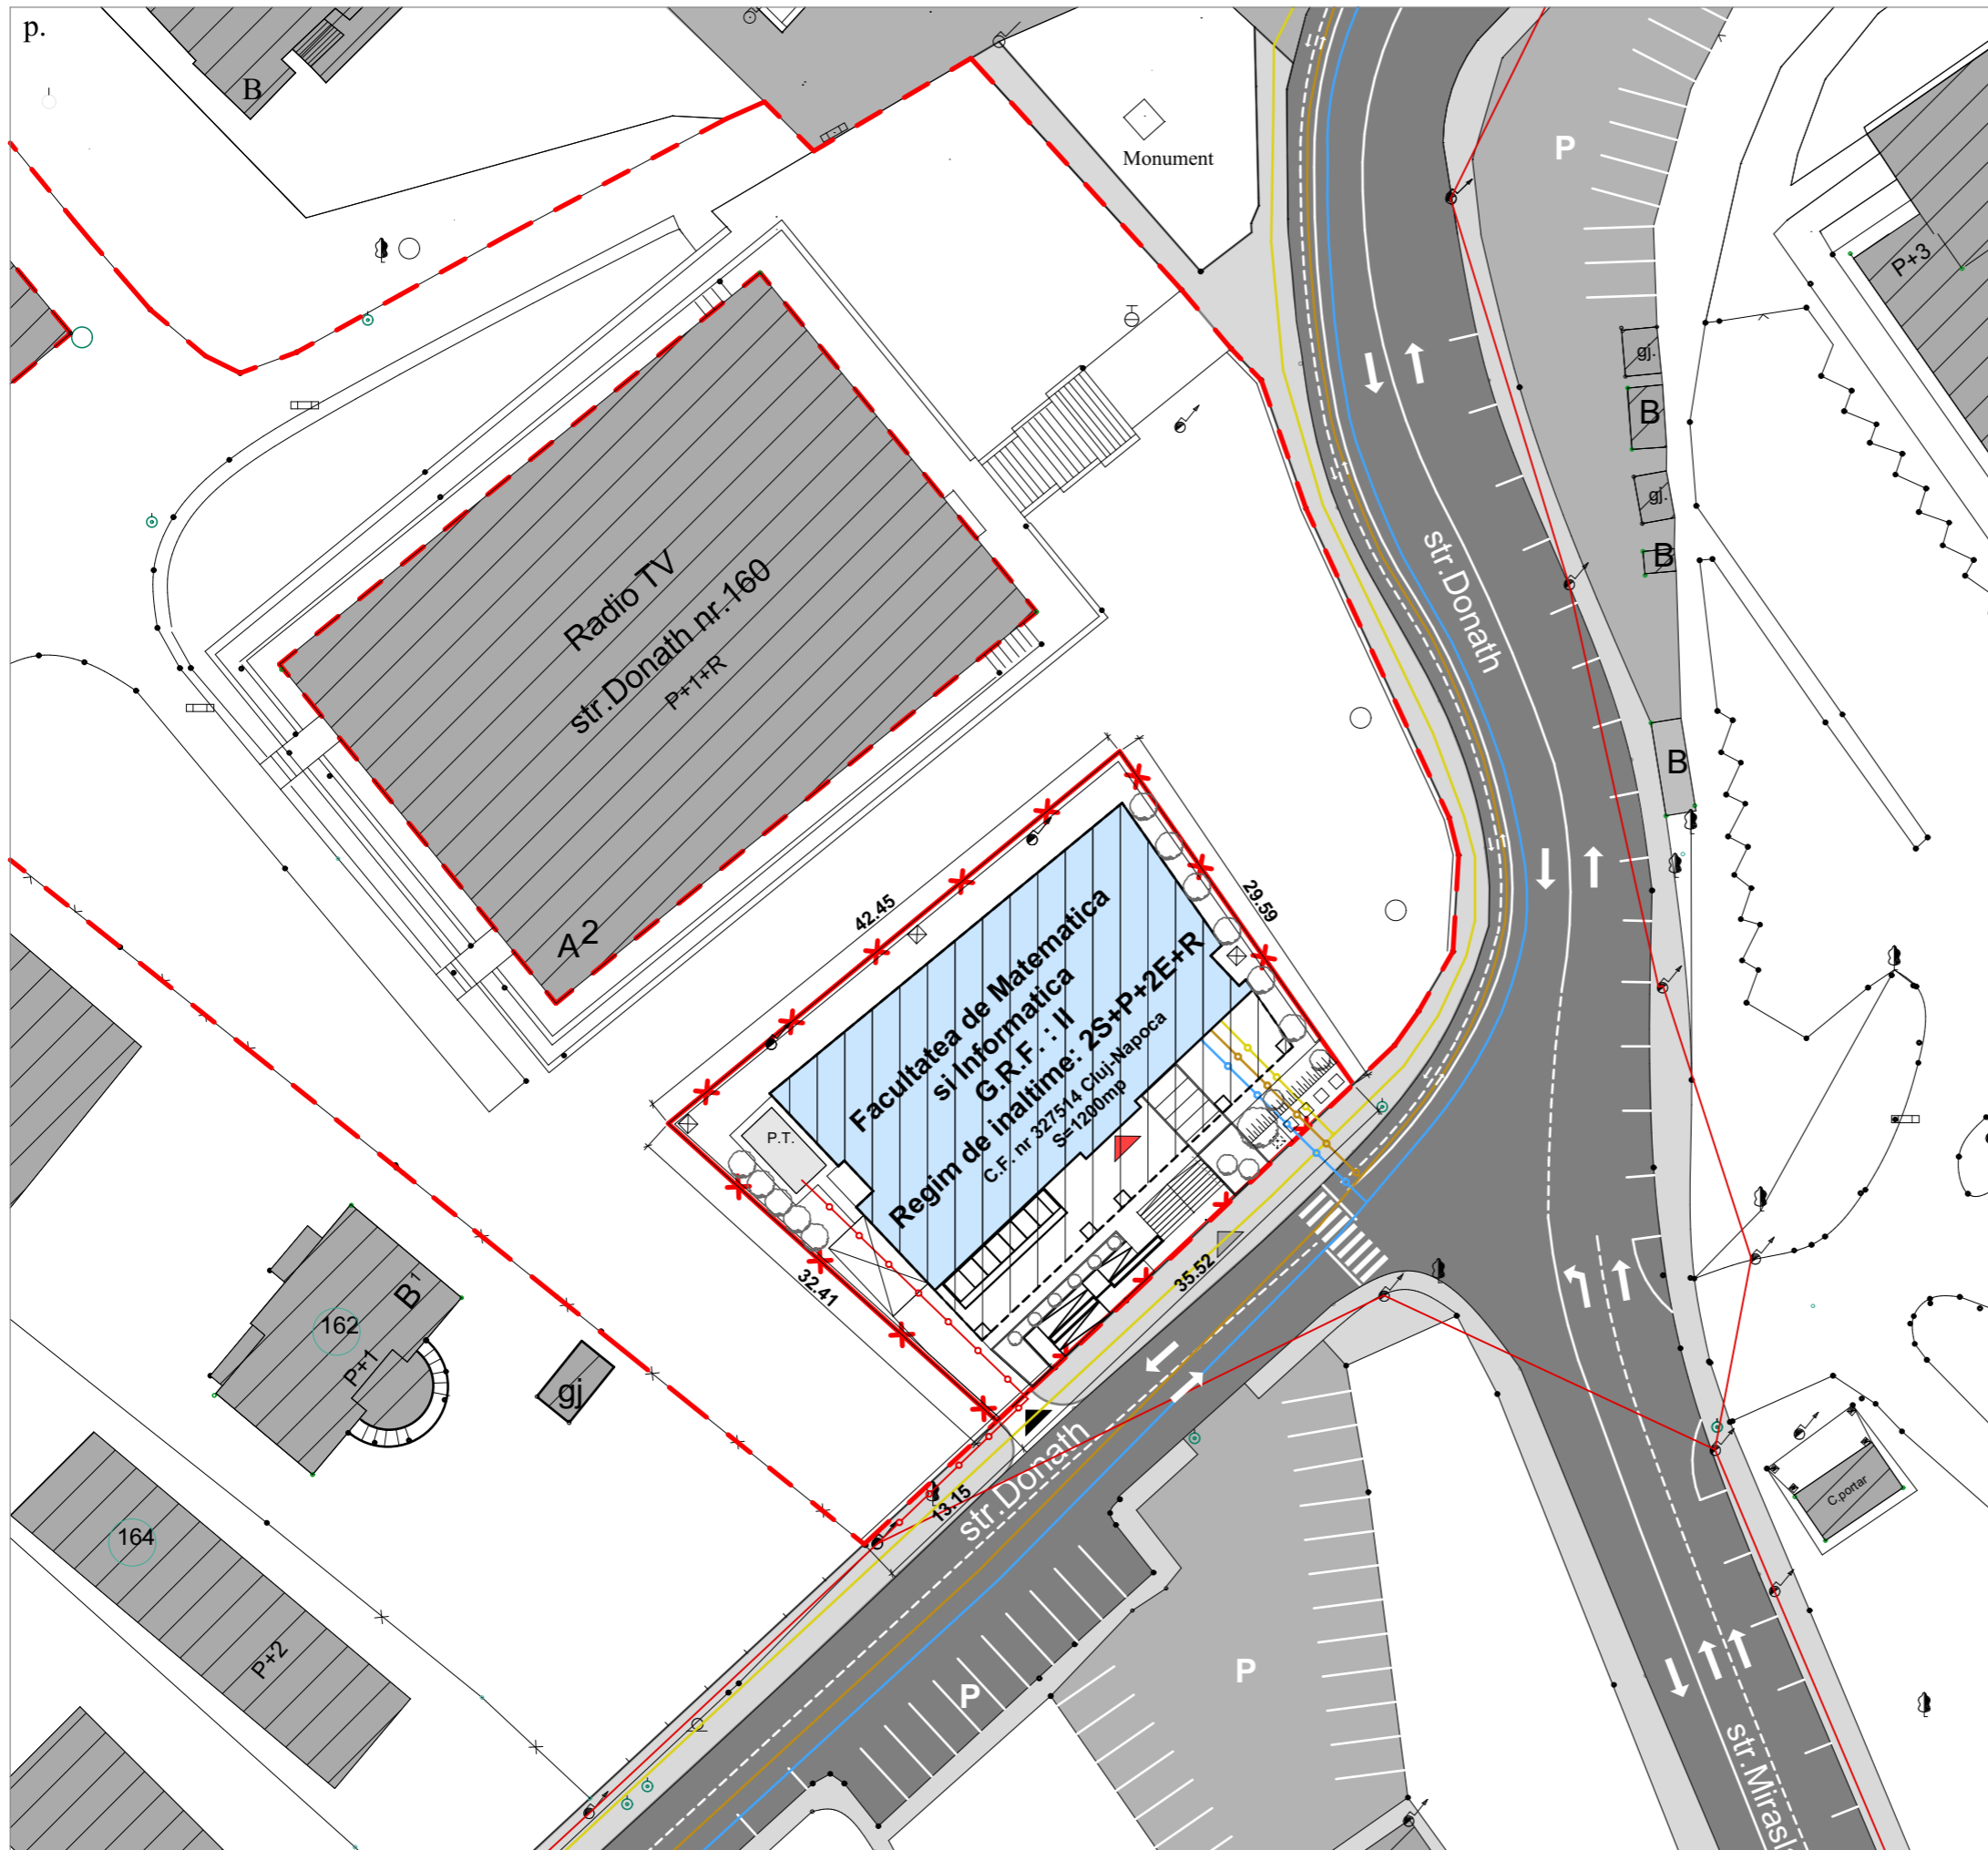 p.
B
Monument
P
P+3
gj.
B
gj.
B
str.Donath
Radio TV
str.Donath nr.160
P+1+R
B
A2
42.45
29.59
Facultatea de Matematica
si Informatica
G.R.F. : II
Regim de inaltime: 2S+P+2E+R
C.F. nr 327514 Cluj-Napoca
S=1200mp
P.T.
32.41
35.52
B1
162
P+1
gj
13.15
str.Donath
C.portar
164
P+2
P
P
str.Mirasl